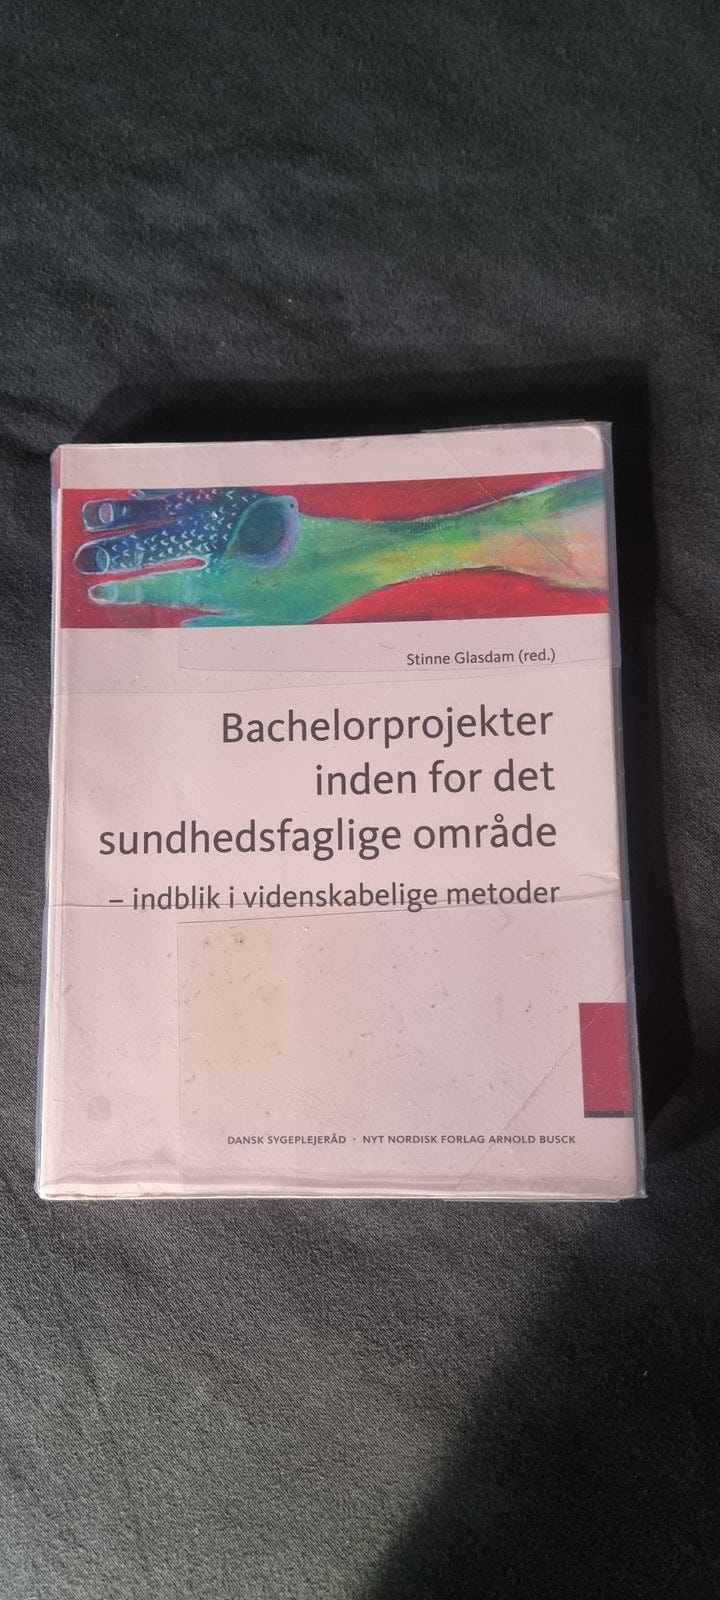 Stinne Glasdam (red.)
Bachelorprojekter
inden for det
sundhedsfaglige område
– indblik i videnskabelige metoder
DANSK SYGEPLEJERÅD · NYT NORDISK FORLAG ARNOLD BUSCK